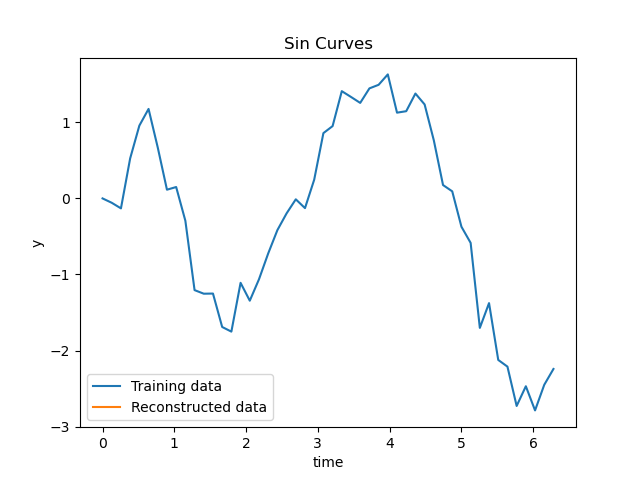 Sin Curves
1
0
−1
−2
−3
y
Training data
Reconstructed data
0 1 2 3 4 5 6
time